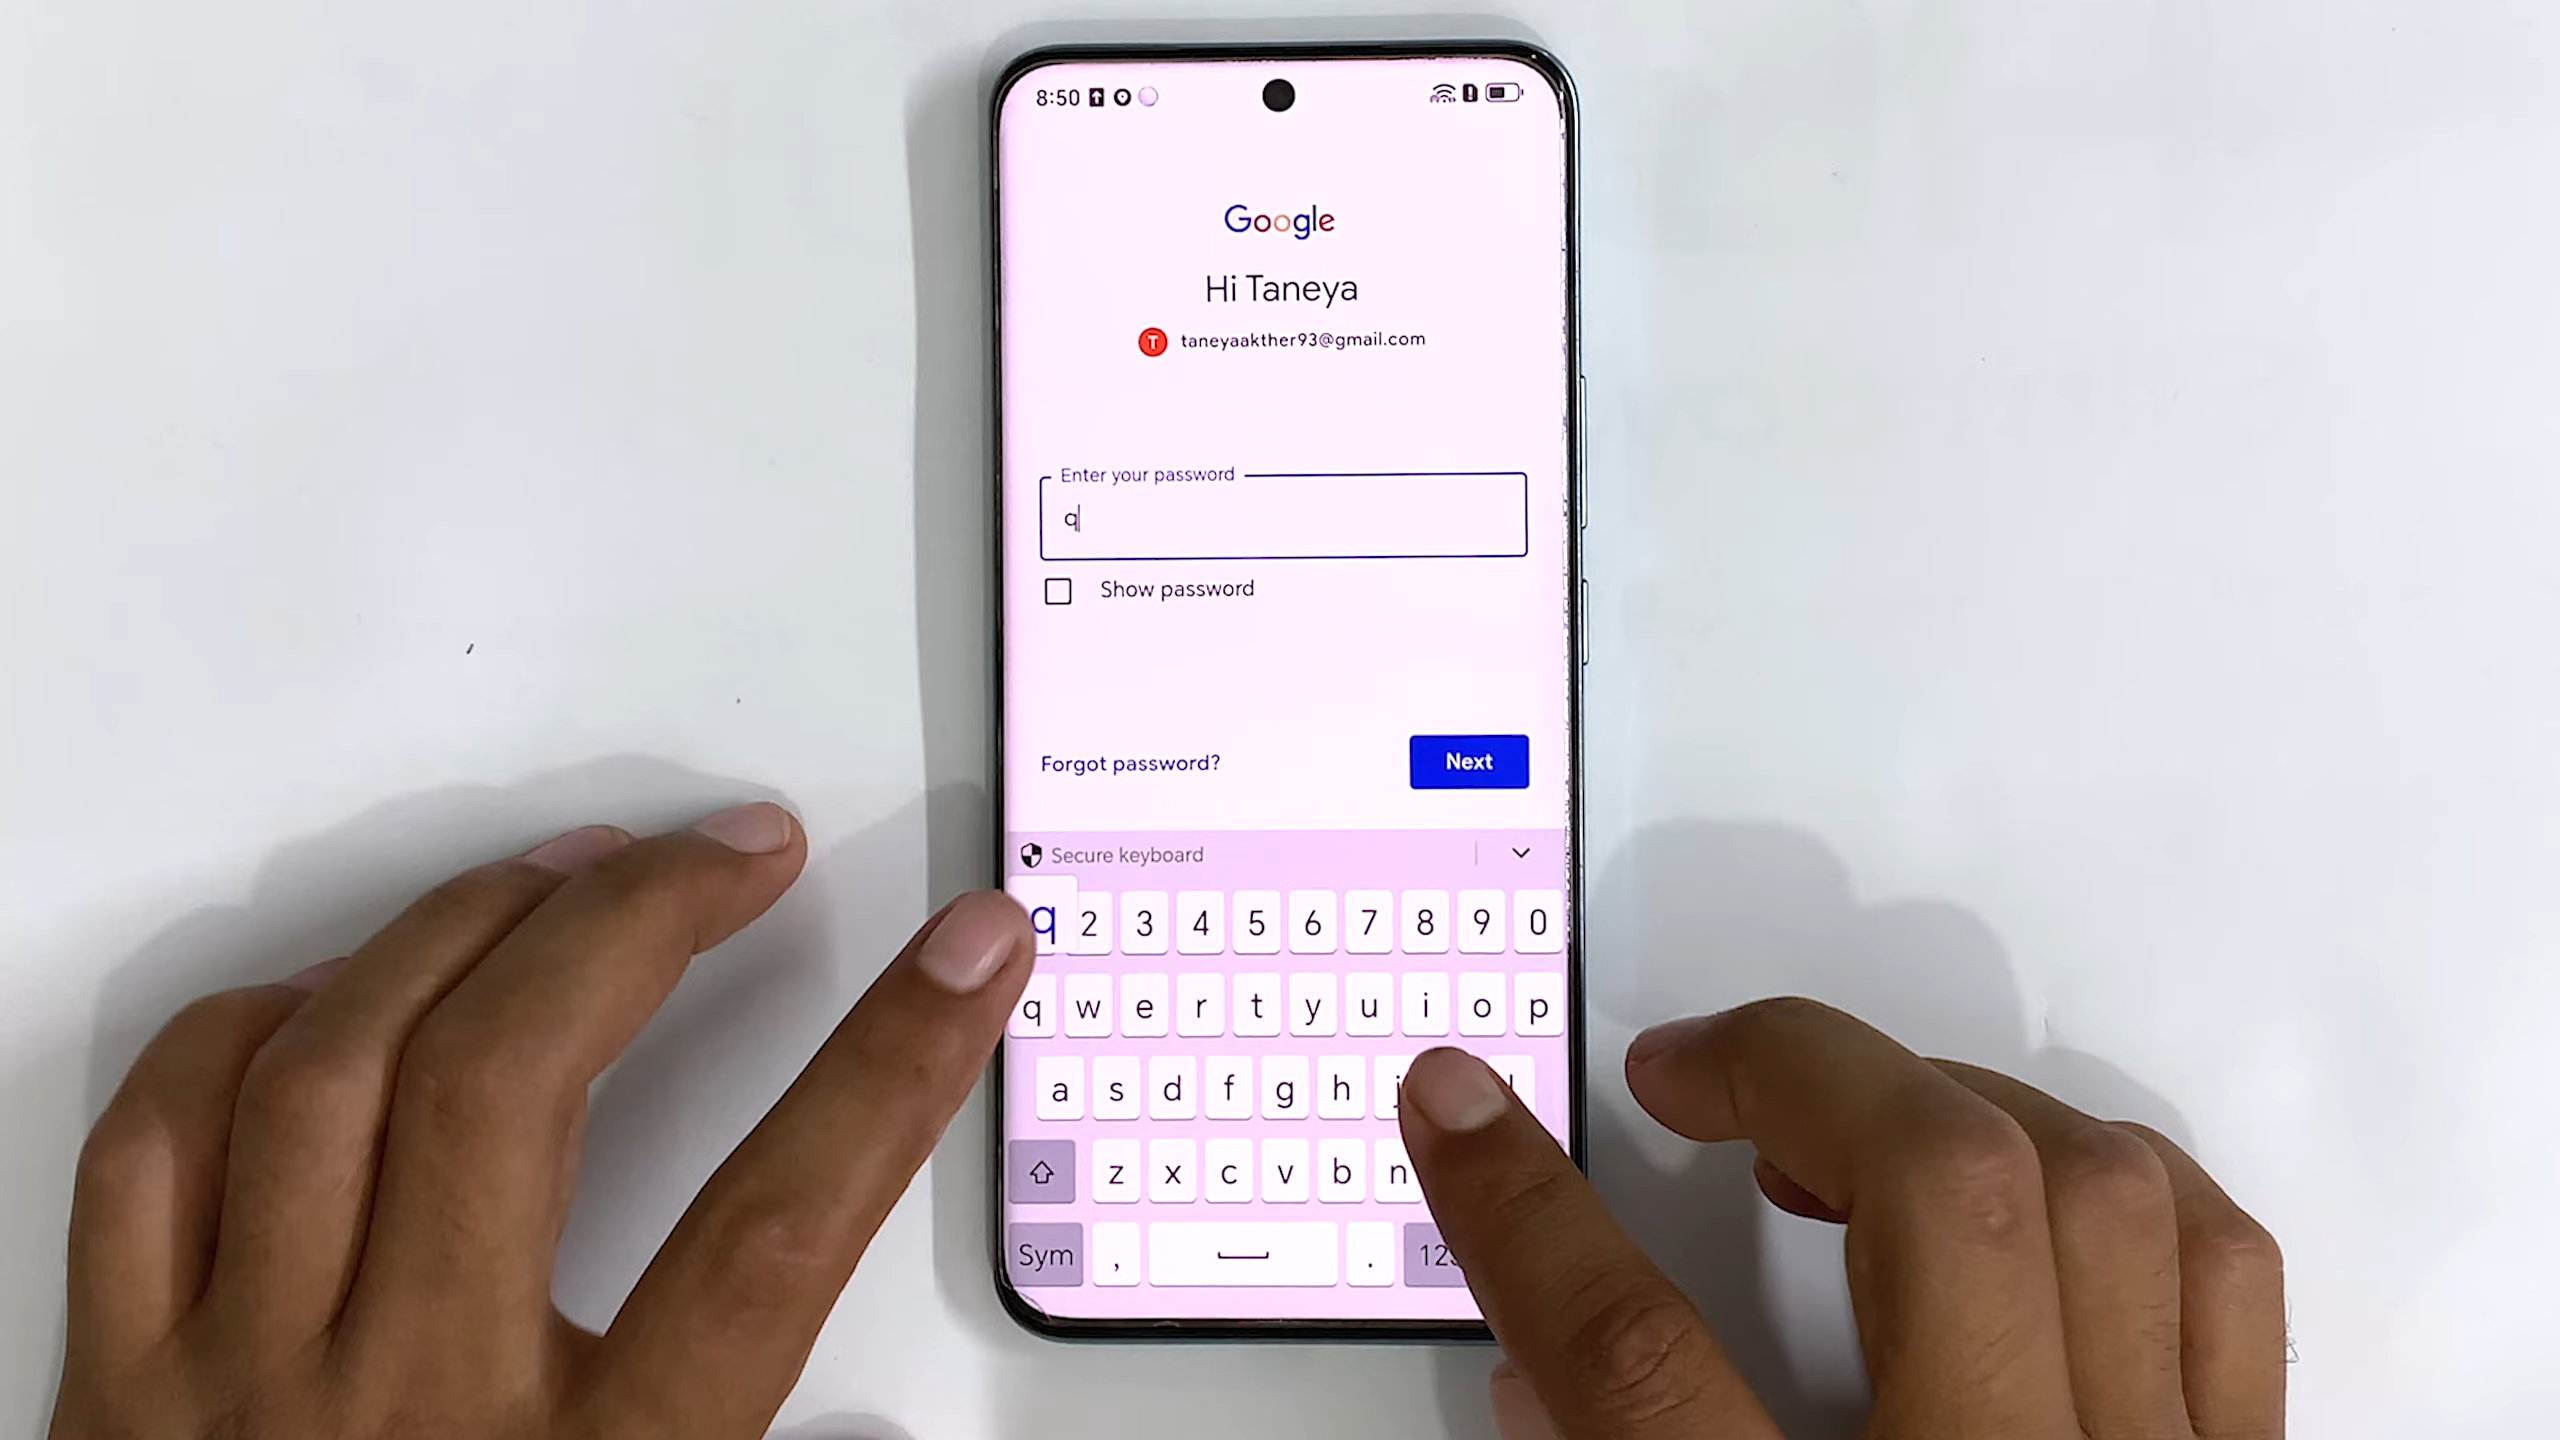 8:50
Google
Hi Taneya
T taneyaakther93@gmail.com
Enter your password
q
Show password
Forgot password? Next
Secure keyboard
q 2 3 4 5 6 7 8 9 0
q w e r t y u i o p
a s d f g h j l
z x c v b n
Sym , . 123